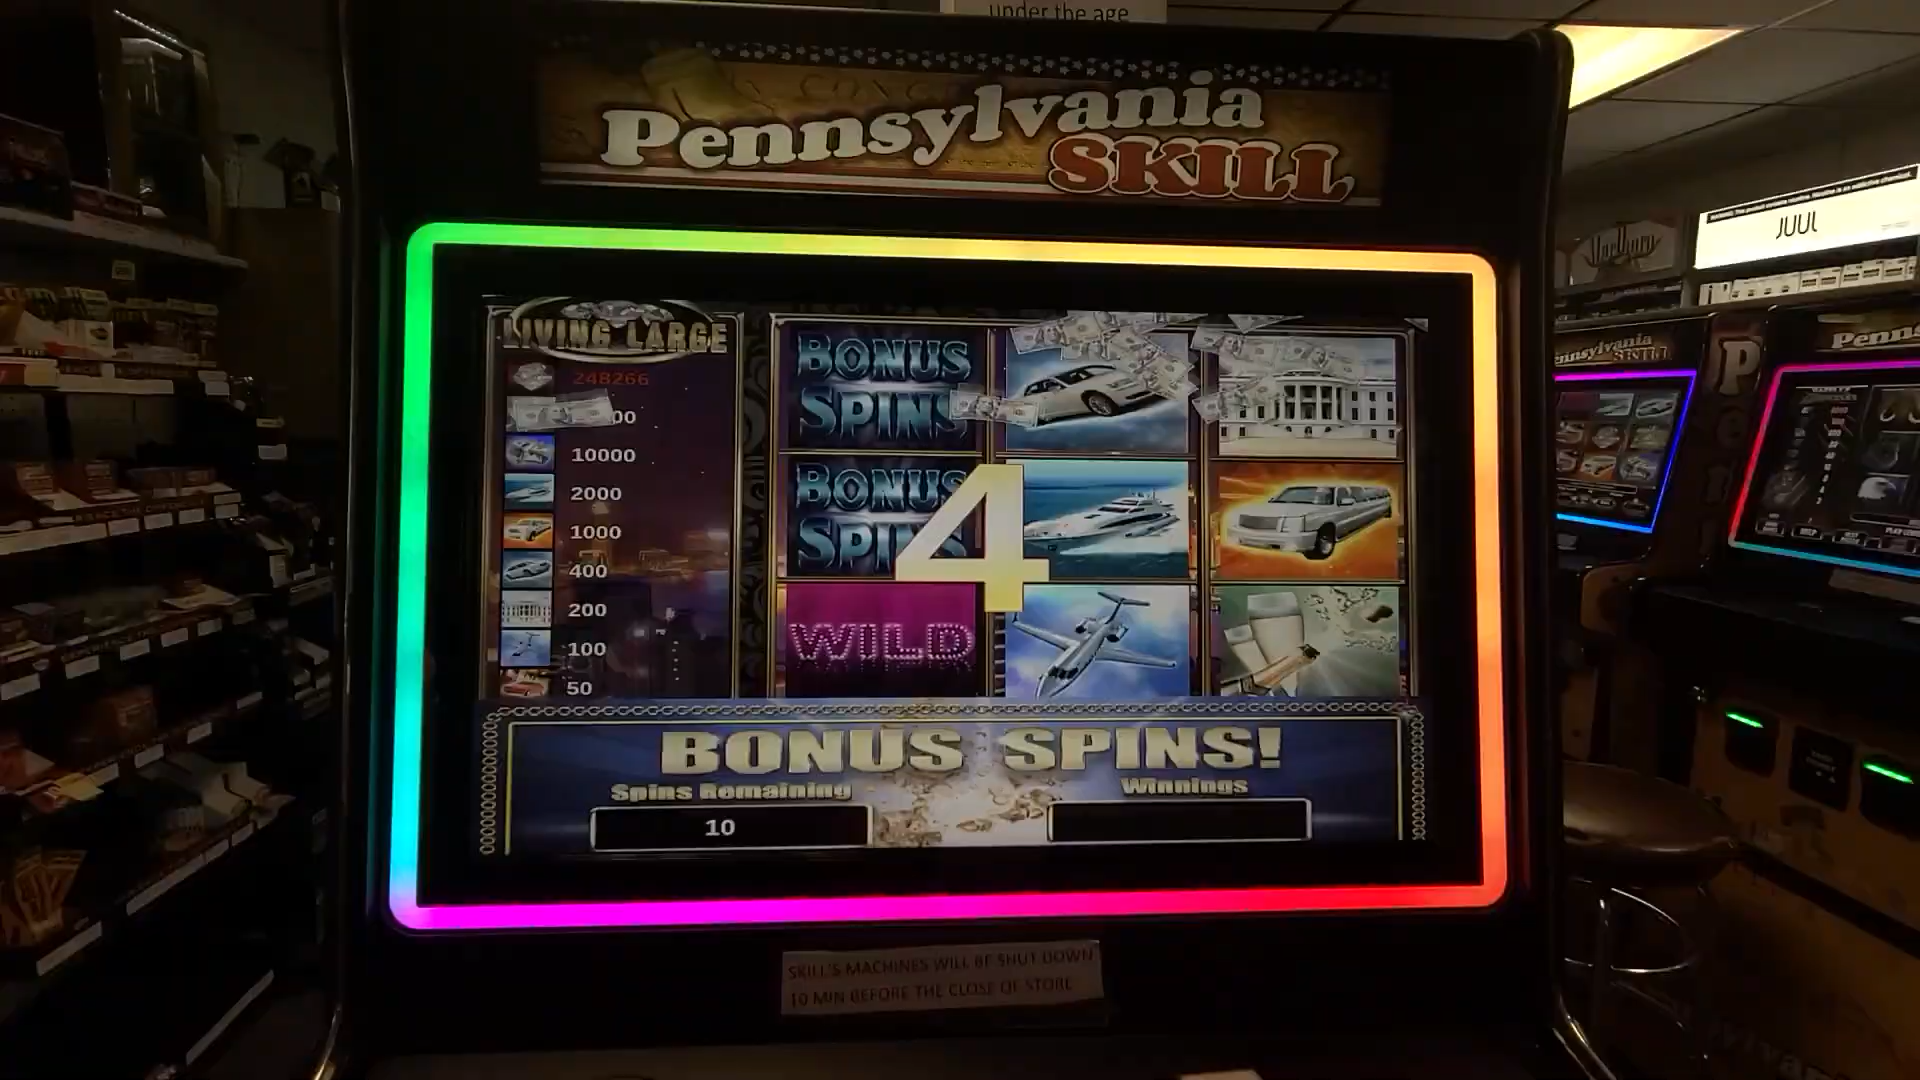 under the age
Pennsylvania
SKILL
JUUL
Marlboro
LIVING LARGE
248266
00
10000
2000
1000
400
200
100
50
BONUS
SPINS
BONUS
SPINS
4
WILD
BONUS SPINS!
Spins Remaining
Winnings
10
SKILL'S MACHINES WILL BE SHUT DOWN
10 MIN BEFORE THE CLOSE OF STORE
Pennsylvania
SKILL